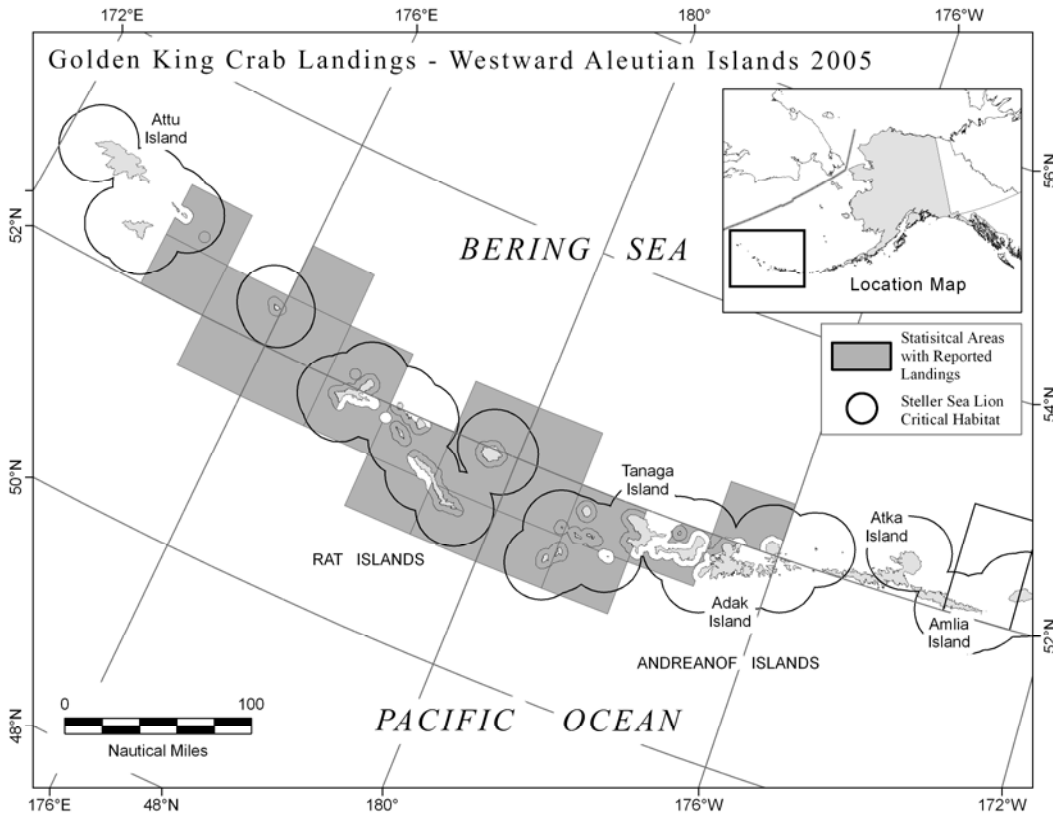 172°E 176°E 180° 176°W
Golden King Crab Landings - Westward Aleutian Islands 2005
Attu
Island
56°N
52°N
BERING SEA
Location Map
Statisitcal Areas
with Reported
Landings
Steller Sea Lion
Critical Habitat
54°N
50°N
Tanaga
Island
Atka
Island
RAT ISLANDS
Adak
Island
Amlia
Island
52°N
ANDREANOF ISLANDS
0 100
Nautical Miles
PACIFIC OCEAN
48°N
176°E 48°N 180° 176°W 172°W